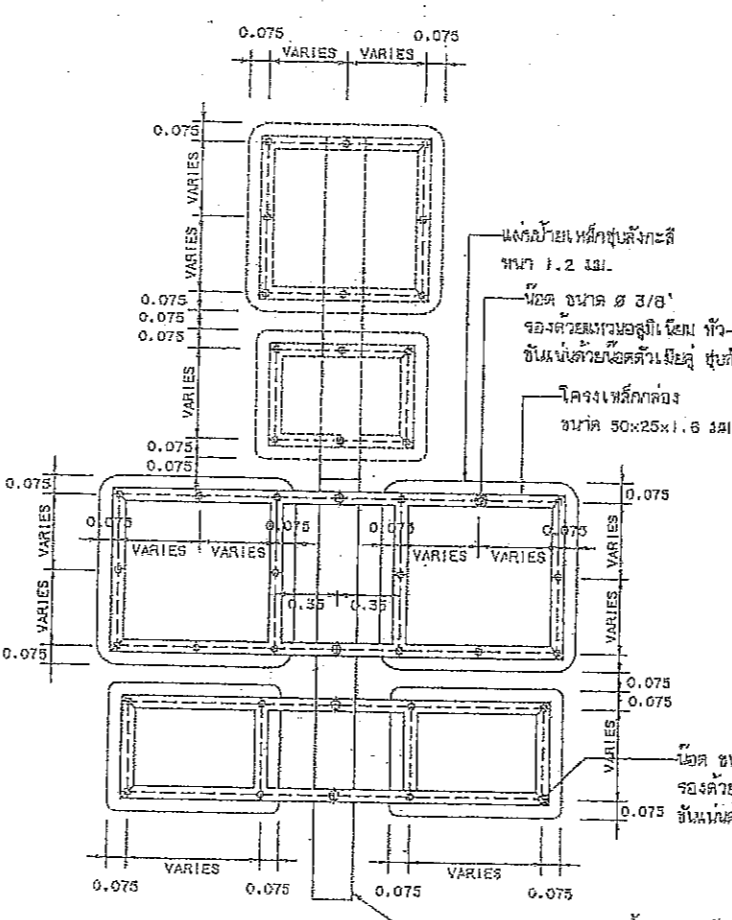 0.075 0.075
VARIES VARIES
0.075
VARIES
VARIES
0.075
0.075
0.075
VARIES
0.075
0.075
แผ่นป้ายเหล็กชุบสังกะสี
หนา 1.2 มม.
น๊อต ขนาด ø 3/8"
รองด้วยแหวนอลูมิเนียม หัว-
ขันแน่นด้วยน๊อตตัวเมียคู่
โครงเหล็กกล่อง
ขนาด 50x25x1.6 มม
0.075
VARIES
VARIES
0.075
0.075 0.075 0.075 0.075
VARIES VARIES VARIES VARIES
0.35 0.35
0.075
VARIES
VARIES
0.075
0.075
VARIES
0.075
น๊อต
รองด้วย
ขันแน่น
VARIES VARIES
0.075 0.075 0.075 0.075